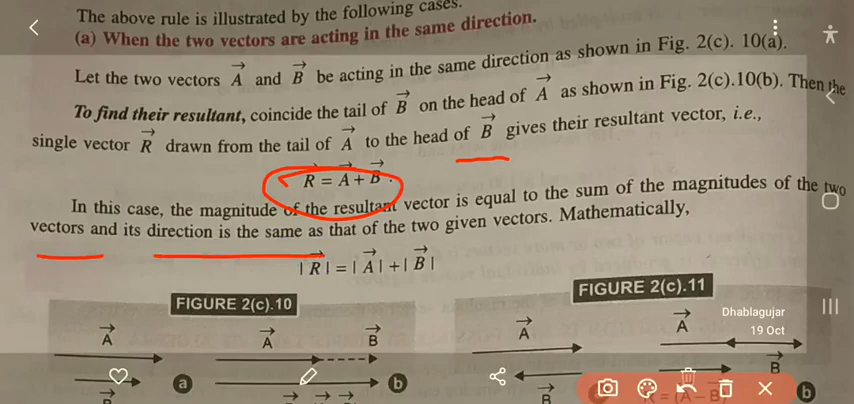 The above rule is illustrated by the following cases.
(a) When the two vectors are acting in the same direction.
Let the two vectors A⃗ and B⃗ be acting in the same direction as shown in Fig. 2(c). 10(a).
To find their resultant, coincide the tail of B⃗ on the head of A⃗ as shown in Fig. 2(c).10(b). Then the
single vector R⃗ drawn from the tail of A⃗ to the head of B⃗ gives their resultant vector, i.e.,
R⃗ = A⃗ + B⃗.
In this case, the magnitude of the resultant vector is equal to the sum of the magnitudes of the two
vectors and its direction is the same as that of the two given vectors. Mathematically,
| R⃗ | = | A⃗ | + | B⃗ |
FIGURE 2(c).10
FIGURE 2(c).11
Dhablagujar
19 Oct
A⃗ A⃗ B⃗ A⃗ A⃗
B⃗
a b b
B⃗
= (A⃗ − B⃗